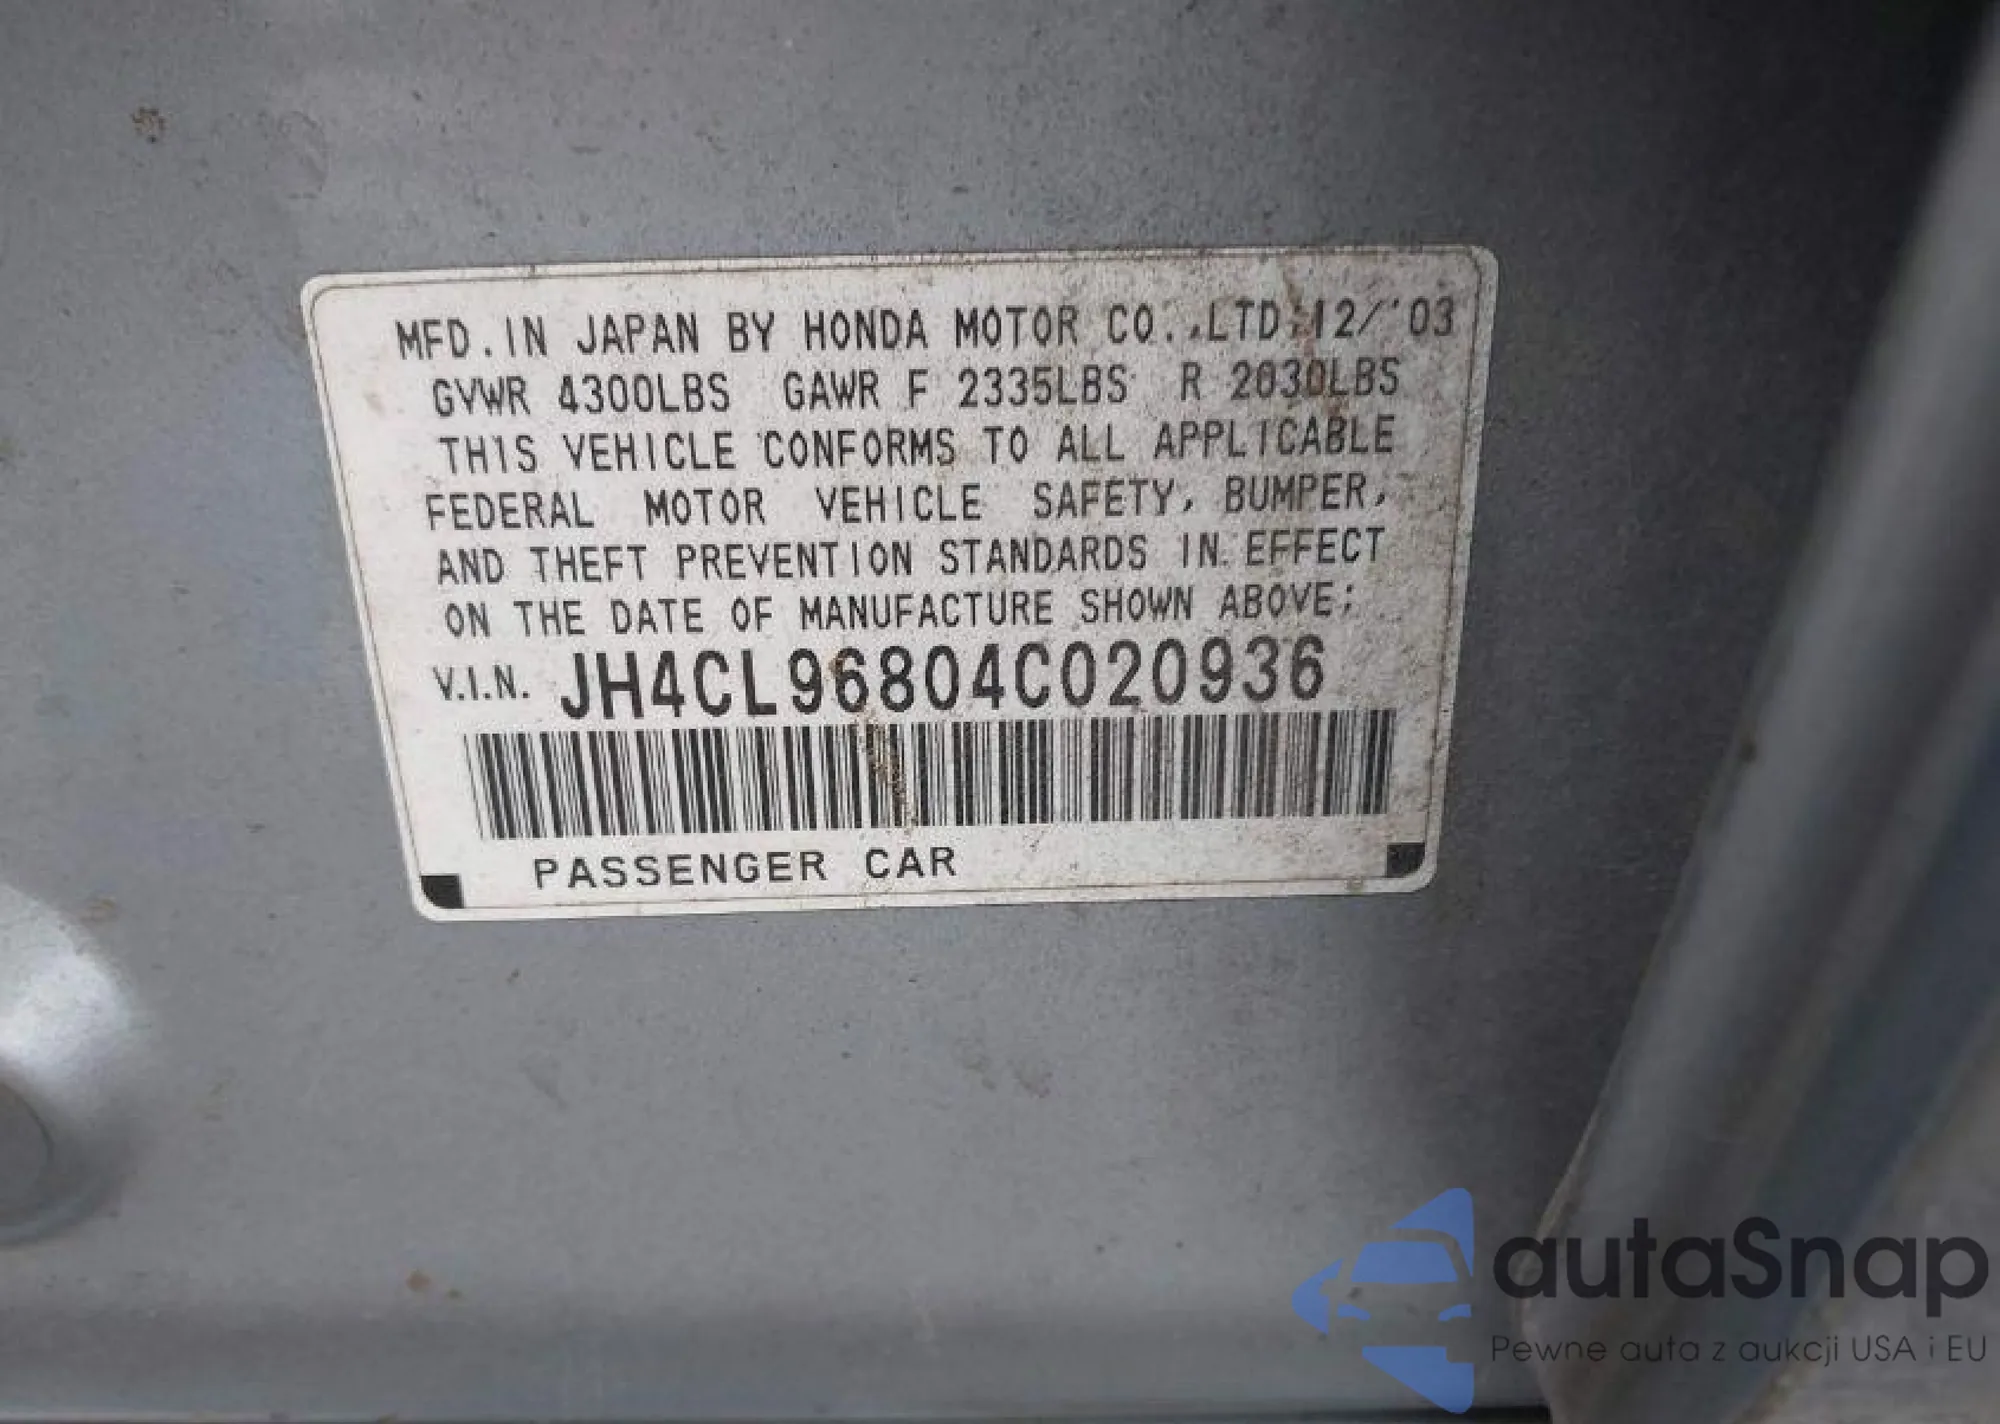 MFD.IN JAPAN BY HONDA MOTOR CO.,LTD. 12/'03
GVWR 4300LBS GAWR F 2335LBS R 2030LBS
THIS VEHICLE CONFORMS TO ALL APPLICABLE
FEDERAL MOTOR VEHICLE SAFETY, BUMPER,
AND THEFT PREVENTION STANDARDS IN EFFECT
ON THE DATE OF MANUFACTURE SHOWN ABOVE;
V.I.N. JH4CL96804C020936
PASSENGER CAR
autaSnap
Pewne auta z aukcji USA i EU